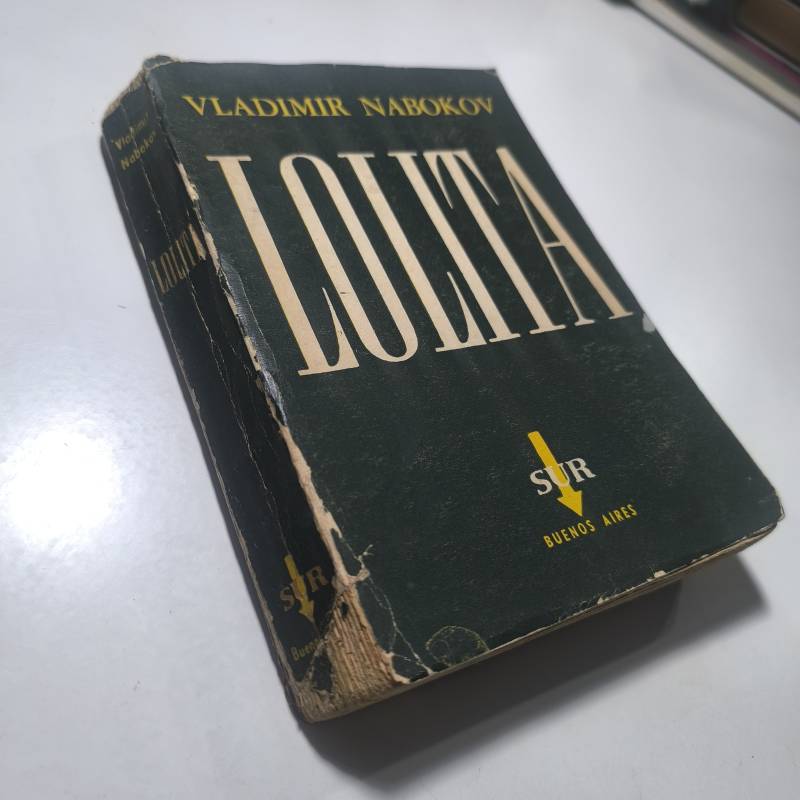 VLADIMIR NABOKOV
LOLITA
SUR
BUENOS AIRES
Vladimir
Nabokov
LOLITA
SUR